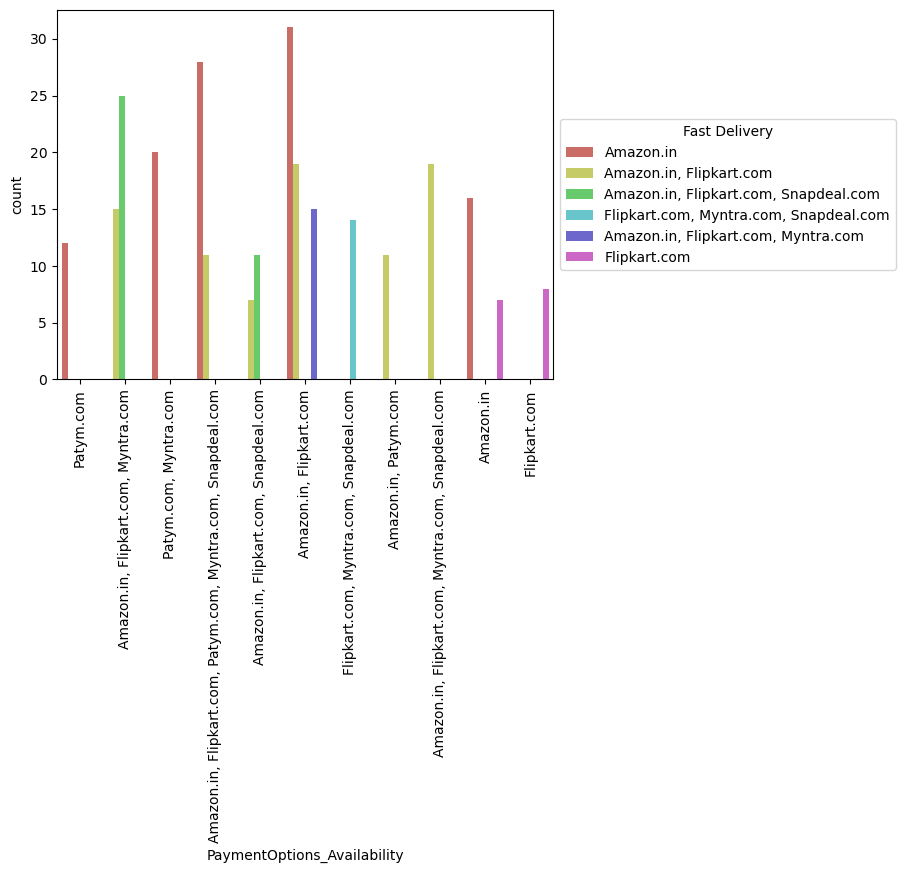 30
25
20
15
10
5
0
count
Fast Delivery
Amazon.in
Amazon.in, Flipkart.com
Amazon.in, Flipkart.com, Snapdeal.com
Flipkart.com, Myntra.com, Snapdeal.com
Amazon.in, Flipkart.com, Myntra.com
Flipkart.com
Patym.com
Amazon.in, Flipkart.com, Myntra.com
Patym.com, Myntra.com
Amazon.in, Flipkart.com, Patym.com, Myntra.com, Snapdeal.com
Amazon.in, Flipkart.com, Snapdeal.com
Amazon.in, Flipkart.com
Flipkart.com, Myntra.com, Snapdeal.com
Amazon.in, Patym.com
Amazon.in, Flipkart.com, Myntra.com, Snapdeal.com
Amazon.in
Flipkart.com
PaymentOptions_Availability